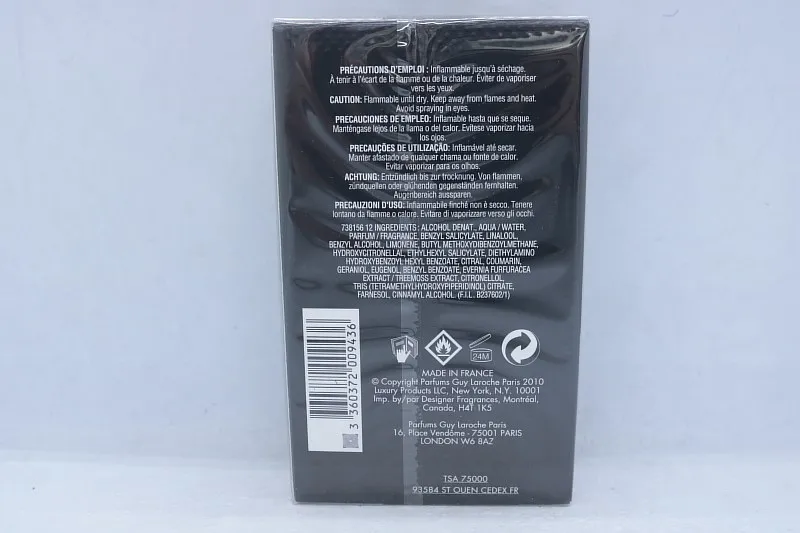 PRÉCAUTIONS D'EMPLOI : Inflammable jusqu'à séchage.
À tenir à l'écart de la flamme ou de la chaleur. Éviter de vaporiser
vers les yeux.
CAUTION: Flammable until dry. Keep away from flames and heat.
Avoid spraying in eyes.
PRECAUCIONES DE EMPLEO: Inflamable hasta que se seque.
Manténgase lejos de la llama o del calor. Evítese vaporizar hacia
los ojos.
PRECAUÇÕES DE UTILIZAÇÃO: Inflamável até secar.
Manter afastado de qualquer chama ou fonte de calor.
Evitar vaporizar para os olhos.
ACHTUNG: Entzündlich bis zur trocknung. Von flammen,
zündquellen oder glühenden gegenständen fernhalten.
Augenbereich aussparen.
PRECAUZIONI D'USO: Infiammabile finché non è secco. Tenere
lontano da fiamme o calore. Evitare di vaporizzare verso gli occhi.
738156 12 INGREDIENTS : ALCOHOL DENAT., AQUA / WATER,
PARFUM / FRAGRANCE, BENZYL SALICYLATE, LINALOOL,
BENZYL ALCOHOL, LIMONENE, BUTYL METHOXYDIBENZOYLMETHANE,
HYDROXYCITRONELLAL, ETHYLHEXYL SALICYLATE, DIETHYLAMINO
HYDROXYBENZOYL HEXYL BENZOATE, CITRAL, COUMARIN,
GERANIOL, EUGENOL, BENZYL BENZOATE, EVERNIA FURFURACEA
EXTRACT / TREEMOSS EXTRACT, CITRONELLOL,
TRIS (TETRAMETHYLHYDROXYPIPERIDINOL) CITRATE,
FARNESOL, CINNAMYL ALCOHOL. (F.I.L. B237602/1)
3 360372 009436
24M
MADE IN FRANCE
© Copyright Parfums Guy Laroche Paris 2010
Luxury Products LLC, New York, N.Y. 10001
Imp. by/par Designer Fragrances, Montréal,
Canada, H4T 1K5
Parfums Guy Laroche Paris
16, Place Vendôme - 75001 PARIS
LONDON W6 8AZ
TSA 75000
93584 ST OUEN CEDEX FR